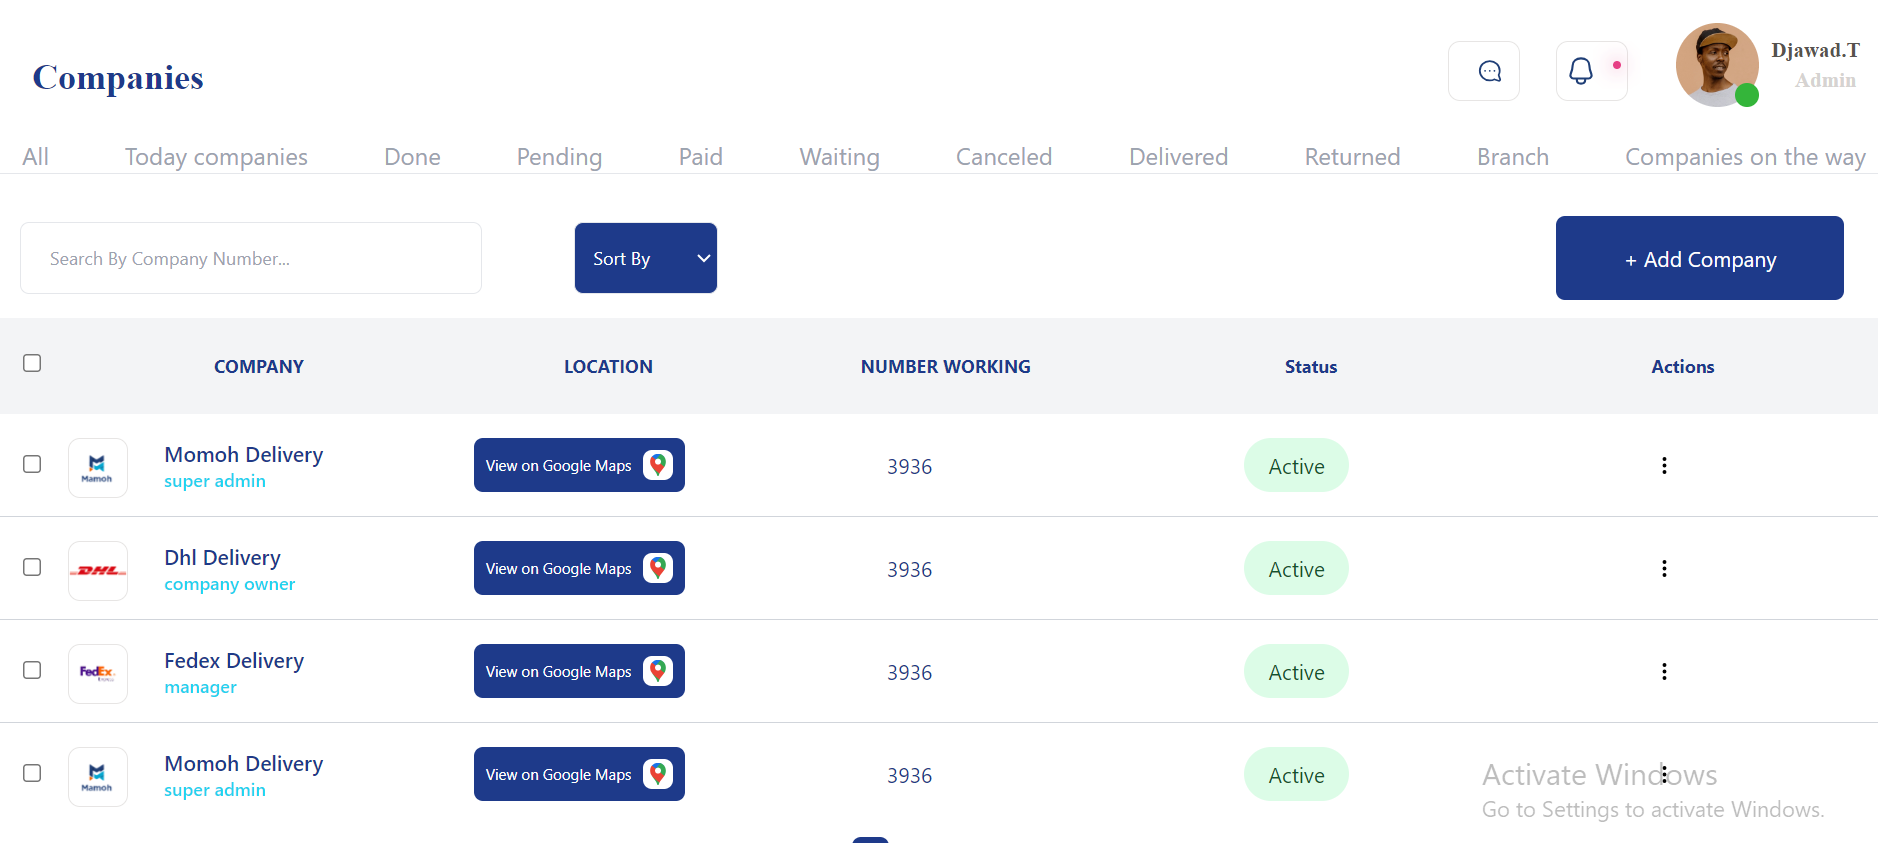 Companies
Djawad.T
Admin
All Today companies Done Pending Paid Waiting Canceled Delivered Returned Branch Companies on the way
Search By Company Number...
Sort By
+ Add Company
COMPANY LOCATION NUMBER WORKING Status Actions
Mamoh
Momoh Delivery
super admin
View on Google Maps
3936
Active
DHL
Dhl Delivery
company owner
View on Google Maps
3936
Active
FedEx
Fedex Delivery
manager
View on Google Maps
3936
Active
Mamoh
Momoh Delivery
super admin
View on Google Maps
3936
Active
Activate Windows
Go to Settings to activate Windows.